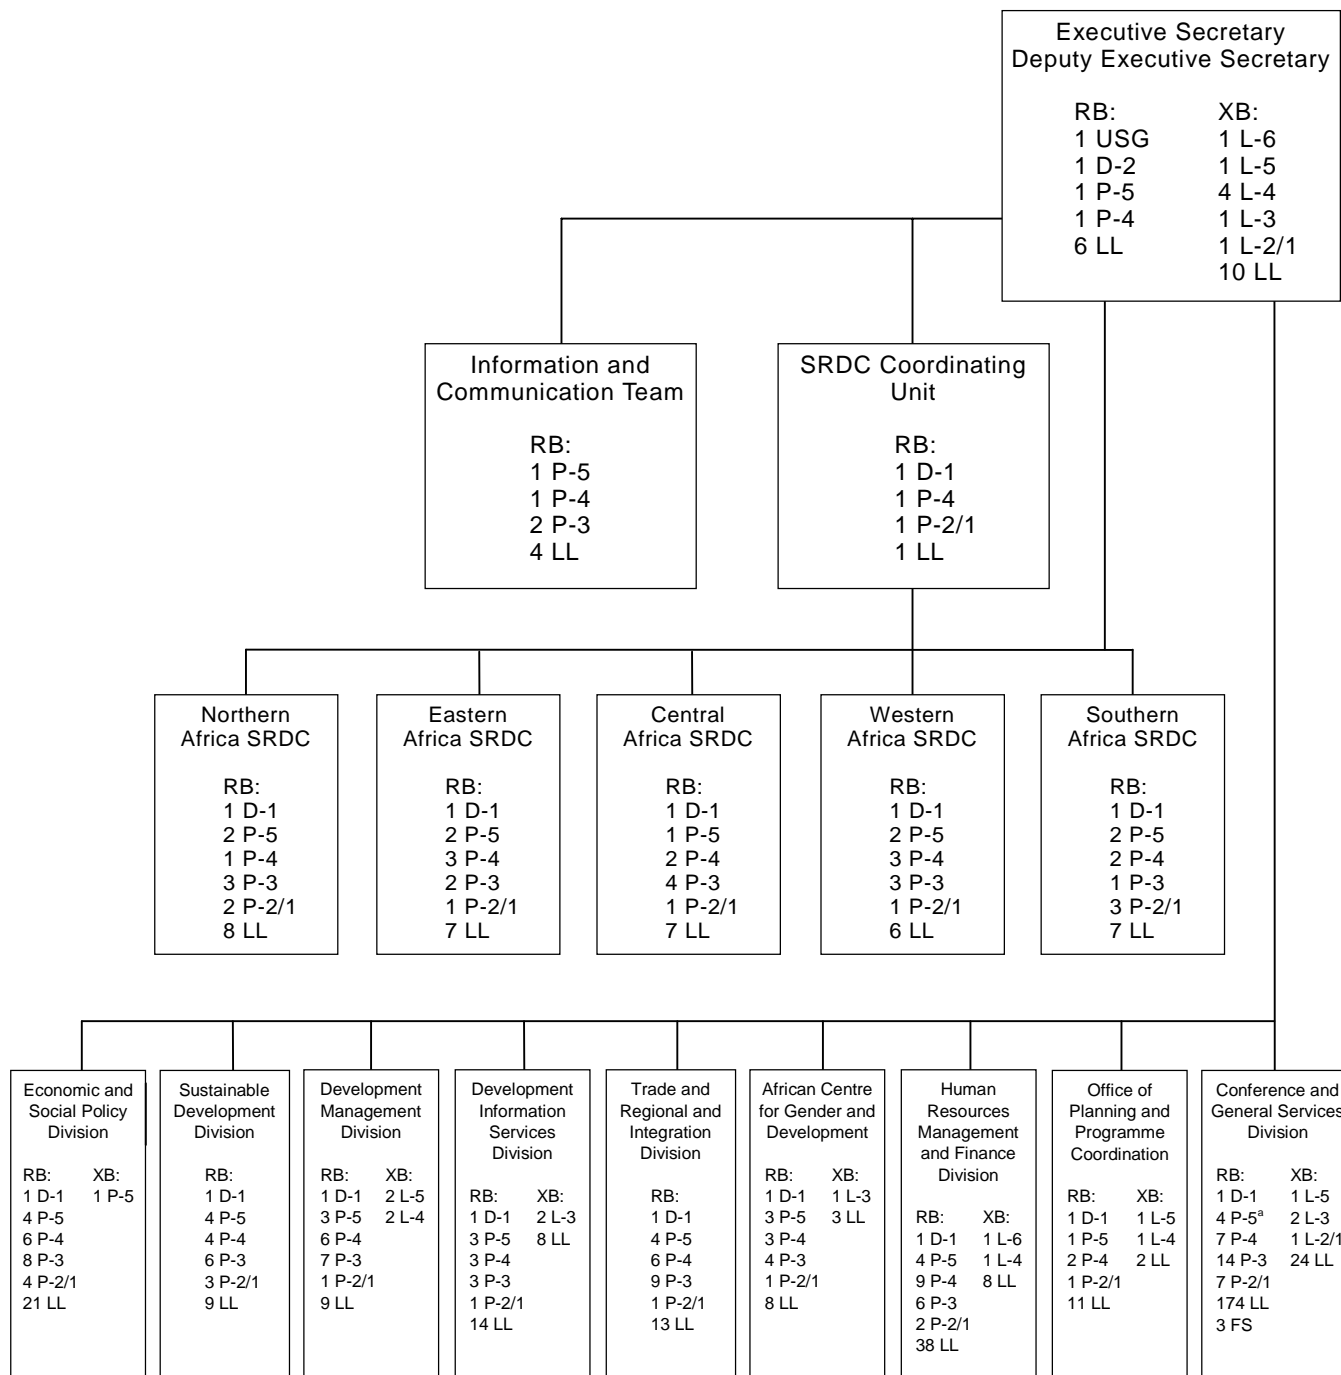 Executive Secretary
Deputy Executive Secretary
RB:
1 USG
1 D-2
1 P-5
1 P-4
6 LL
XB:
1 L-6
1 L-5
4 L-4
1 L-3
1 L-2/1
10 LL
Information and
Communication Team
RB:
1 P-5
1 P-4
2 P-3
4 LL
SRDC Coordinating
Unit
RB:
1 D-1
1 P-4
1 P-2/1
1 LL
Northern
Africa SRDC
RB:
1 D-1
2 P-5
1 P-4
3 P-3
2 P-2/1
8 LL
Eastern
Africa SRDC
RB:
1 D-1
2 P-5
3 P-4
2 P-3
1 P-2/1
7 LL
Central
Africa SRDC
RB:
1 D-1
1 P-5
2 P-4
4 P-3
1 P-2/1
7 LL
Western
Africa SRDC
RB:
1 D-1
2 P-5
3 P-4
3 P-3
1 P-2/1
6 LL
Southern
Africa SRDC
RB:
1 D-1
2 P-5
2 P-4
1 P-3
3 P-2/1
7 LL
Economic and
Social Policy
Division
RB:
1 D-1
4 P-5
6 P-4
8 P-3
4 P-2/1
21 LL
XB:
1 P-5
Sustainable
Development
Division
RB:
1 D-1
4 P-5
4 P-4
6 P-3
3 P-2/1
9 LL
Development
Management
Division
RB:
1 D-1
3 P-5
6 P-4
7 P-3
1 P-2/1
9 LL
XB:
2 L-5
2 L-4
Development
Information
Services
Division
RB:
1 D-1
3 P-5
3 P-4
3 P-3
1 P-2/1
14 LL
XB:
2 L-3
8 LL
Trade and
Regional and
Integration
Division
RB:
1 D-1
4 P-5
6 P-4
9 P-3
1 P-2/1
13 LL
African Centre
for Gender and
Development
RB:
1 D-1
3 P-5
3 P-4
4 P-3
1 P-2/1
8 LL
XB:
1 L-3
3 LL
Human
Resources
Management
and Finance
Division
RB:
1 D-1
4 P-5
9 P-4
6 P-3
2 P-2/1
38 LL
XB:
1 L-6
1 L-4
8 LL
Office of
Planning and
Programme
Coordination
RB:
1 D-1
1 P-5
2 P-4
1 P-2/1
11 LL
XB:
1 L-5
1 L-4
2 LL
Conference and
General Services
Division
RB:
1 D-1
4 P-5ᵃ
7 P-4
14 P-3
7 P-2/1
174 LL
3 FS
XB:
1 L-5
2 L-3
1 L-2/1
24 LL